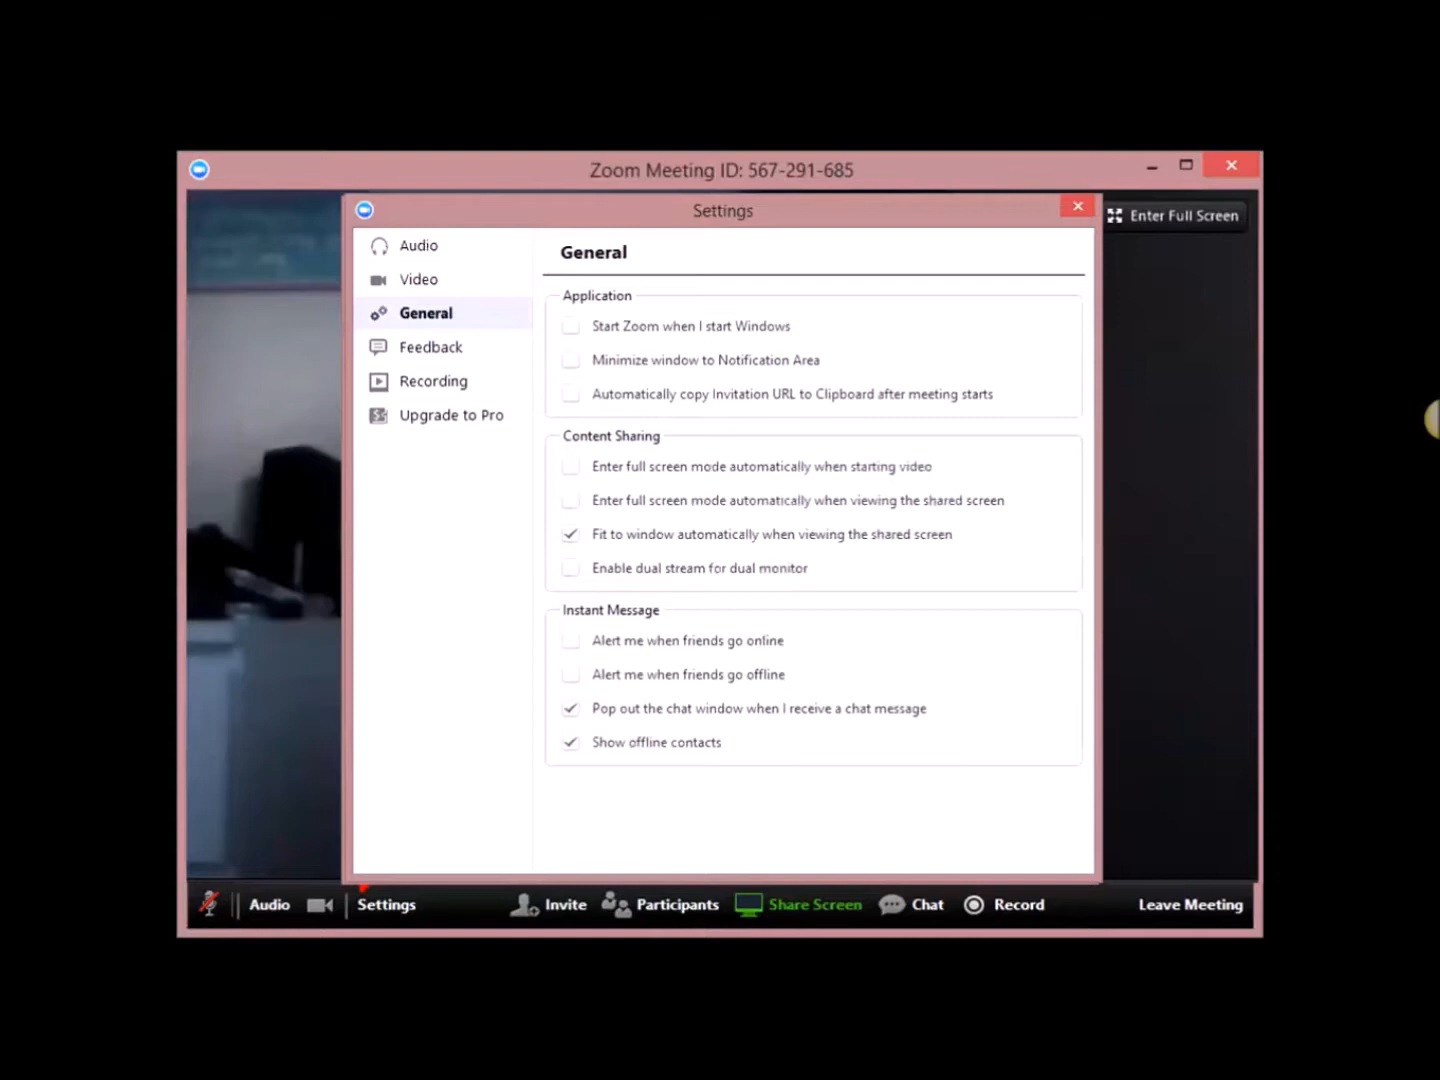 Zoom Meeting ID: 567-291-685
Settings
Enter Full Screen
Audio
Video
General
Feedback
Recording
Upgrade to Pro
General
Application
Start Zoom when I start Windows
Minimize window to Notification Area
Automatically copy Invitation URL to Clipboard after meeting starts
Content Sharing
Enter full screen mode automatically when starting video
Enter full screen mode automatically when viewing the shared screen
Fit to window automatically when viewing the shared screen
Enable dual stream for dual monitor
Instant Message
Alert me when friends go online
Alert me when friends go offline
Pop out the chat window when I receive a chat message
Show offline contacts
Audio
Settings
Invite
Participants
Share Screen
Chat
Record
Leave Meeting